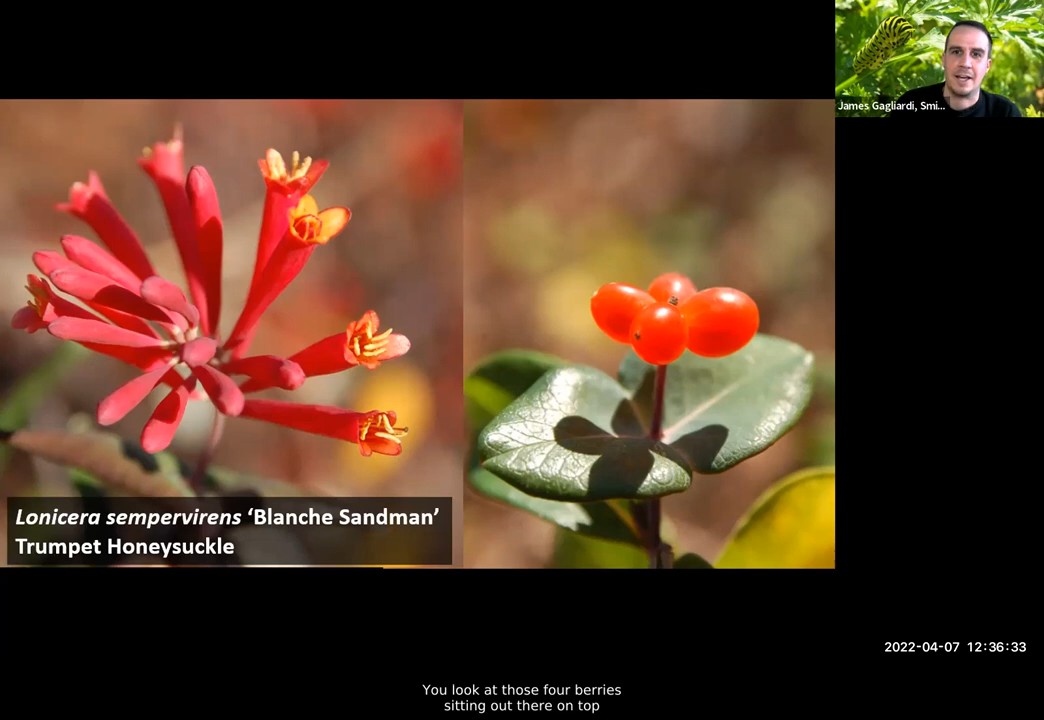 James Gagliardi, Smi...
Lonicera sempervirens ‘Blanche Sandman’
Trumpet Honeysuckle
2022-04-07 12:36:33
You look at those four berries
sitting out there on top